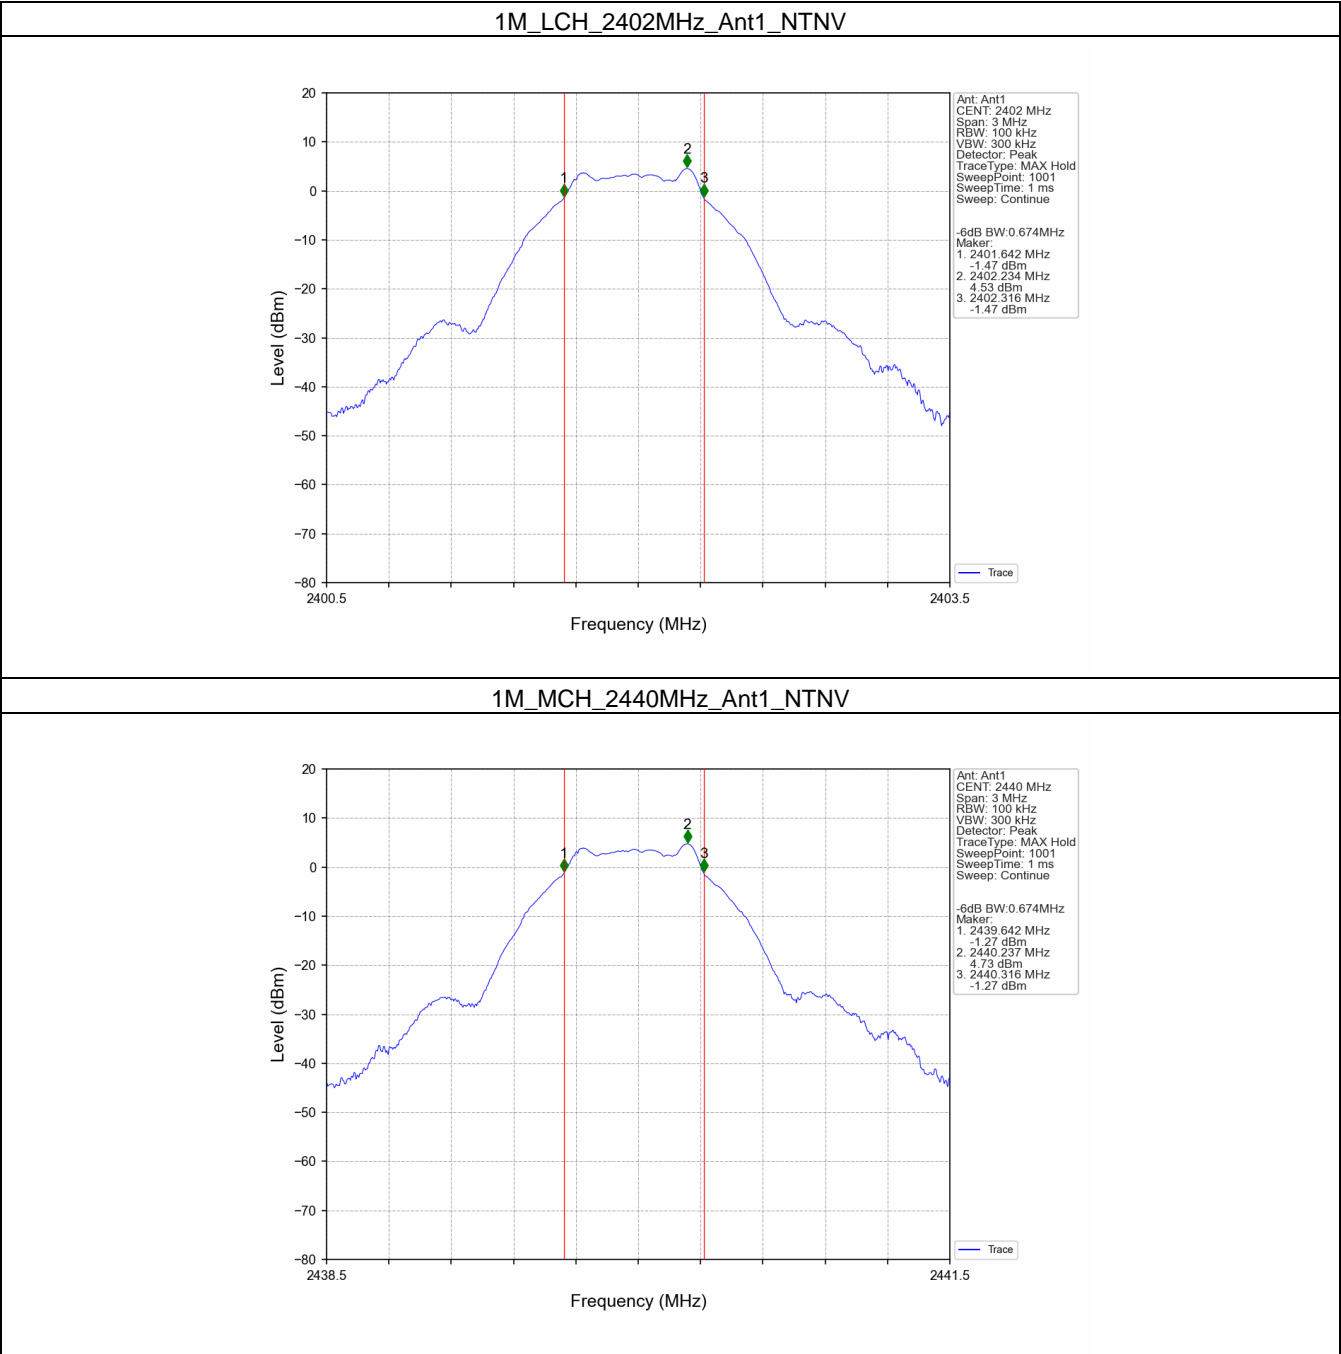 1M_LCH_2402MHz_Ant1_NTNV
20
10
0
−10
−20
−30
−40
−50
−60
−70
−80
Level (dBm)
1
2
3
2400.5
2403.5
Frequency (MHz)
Ant: Ant1
CENT: 2402 MHz
Span: 3 MHz
RBW: 100 kHz
VBW: 300 kHz
Detector: Peak
TraceType: MAX Hold
SweepPoint: 1001
SweepTime: 1 ms
Sweep: Continue
-6dB BW:0.674MHz
Maker:
1. 2401.642 MHz
-1.47 dBm
2. 2402.234 MHz
4.53 dBm
3. 2402.316 MHz
-1.47 dBm
Trace
1M_MCH_2440MHz_Ant1_NTNV
20
10
0
−10
−20
−30
−40
−50
−60
−70
−80
Level (dBm)
1
2
3
2438.5
2441.5
Frequency (MHz)
Ant: Ant1
CENT: 2440 MHz
Span: 3 MHz
RBW: 100 kHz
VBW: 300 kHz
Detector: Peak
TraceType: MAX Hold
SweepPoint: 1001
SweepTime: 1 ms
Sweep: Continue
-6dB BW:0.674MHz
Maker:
1. 2439.642 MHz
-1.27 dBm
2. 2440.237 MHz
4.73 dBm
3. 2440.316 MHz
-1.27 dBm
Trace